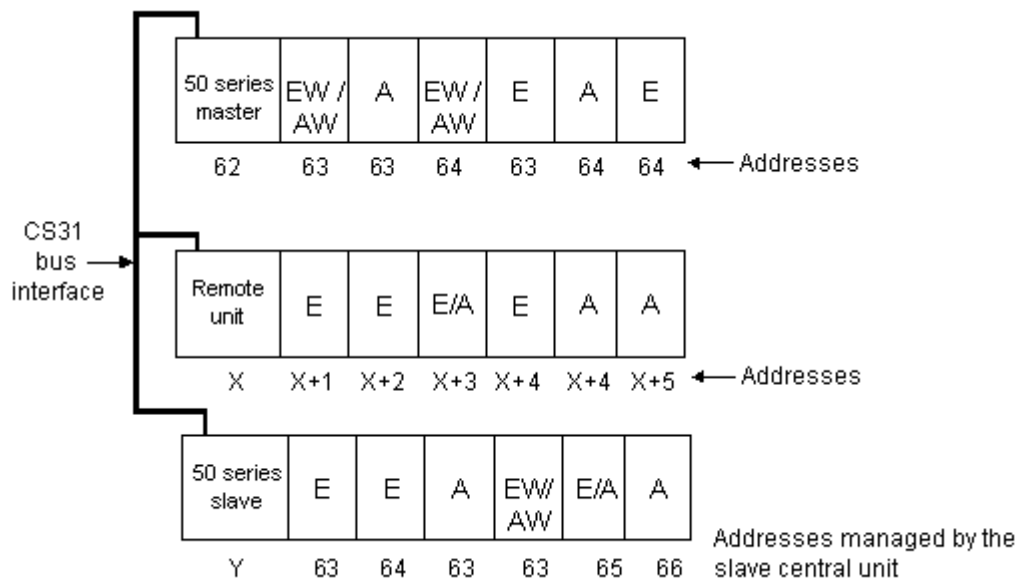 50 series
master
EW /
AW
A
EW /
AW
E
A
E
62 63 63 64 63 64 64
Addresses
CS31
bus
interface
Remote
unit
E
E
E/A
E
A
A
X X+1 X+2 X+3 X+4 X+4 X+5
Addresses
50 series
slave
E
E
A
EW/
AW
E/A
A
Y 63 64 63 63 65 66
Addresses managed by the
slave central unit